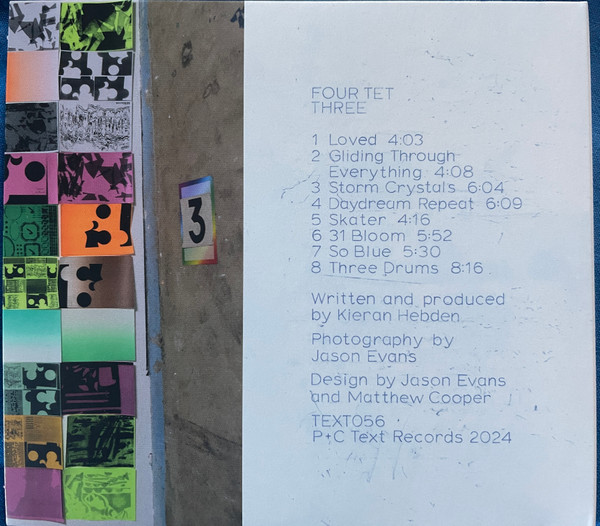 3
FOUR TET
THREE
1 Loved 4:03
2 Gliding Through
Everything 4:08
3 Storm Crystals 6:04
4 Daydream Repeat 6:09
5 Skater 4:16
6 31 Bloom 5:52
7 So Blue 5:30
8 Three Drums 8:16
Written and produced
by Kieran Hebden
Photography by
Jason Evans
Design by Jason Evans
and Matthew Cooper
TEXT056
P+C Text Records 2024